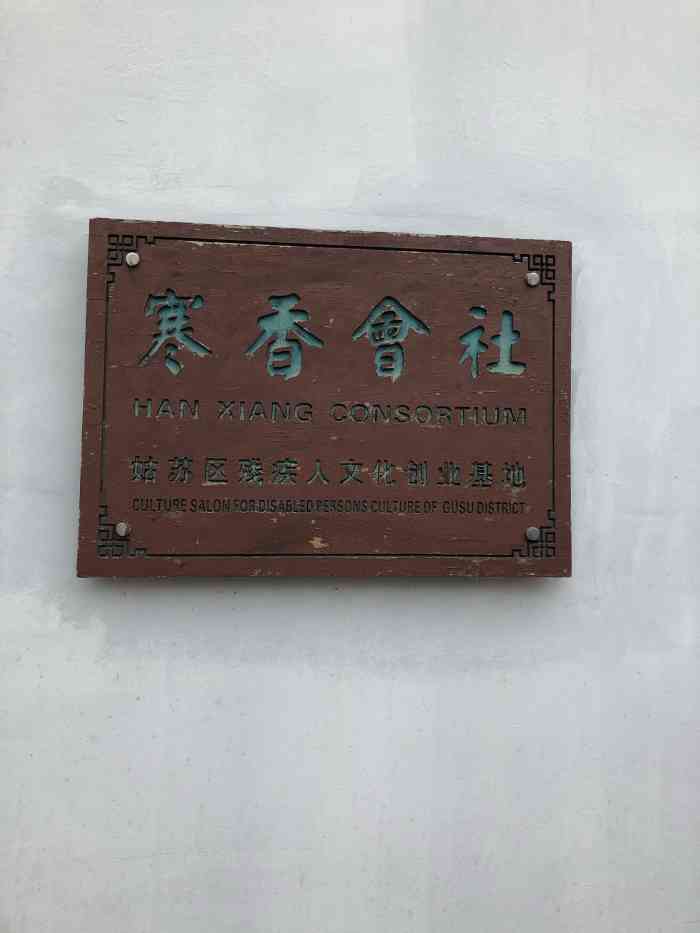 寒香會社
HAN XIANG CONSORTIUM
姑苏区残疾人文化创业基地
CULTURE SALON FOR DISABLED PERSONS CULTURE OF GUSU DISTRICT